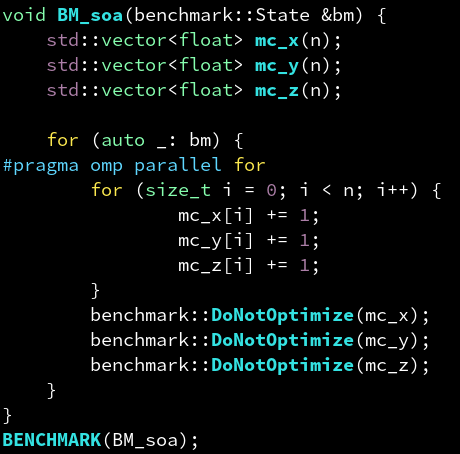 void BM_soa(benchmark::State &bm) {
    std::vector<float> mc_x(n);
    std::vector<float> mc_y(n);
    std::vector<float> mc_z(n);

    for (auto _: bm) {
#pragma omp parallel for
        for (size_t i = 0; i < n; i++) {
                mc_x[i] += 1;
                mc_y[i] += 1;
                mc_z[i] += 1;
        }
        benchmark::DoNotOptimize(mc_x);
        benchmark::DoNotOptimize(mc_y);
        benchmark::DoNotOptimize(mc_z);
    }
}
BENCHMARK(BM_soa);